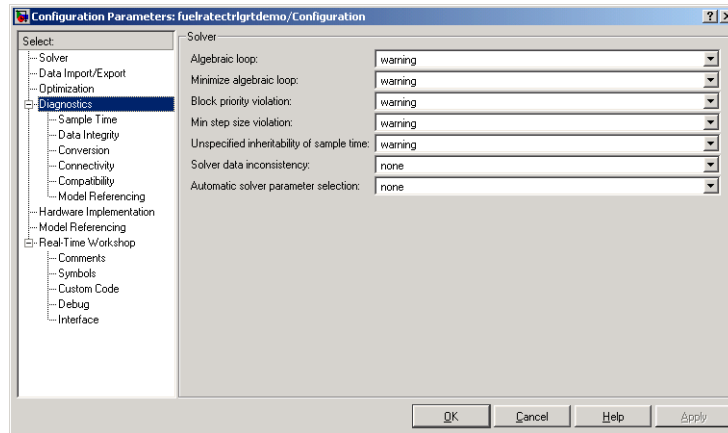 Configuration Parameters: fuelratectrlgrtdemo/Configuration
Select:
Solver
Data Import/Export
Optimization
Diagnostics
Sample Time
Data Integrity
Conversion
Connectivity
Compatibility
Model Referencing
Hardware Implementation
Model Referencing
Real-Time Workshop
Comments
Symbols
Custom Code
Debug
Interface
Solver
Algebraic loop: warning
Minimize algebraic loop: warning
Block priority violation: warning
Min step size violation: warning
Unspecified inheritability of sample time: warning
Solver data inconsistency: none
Automatic solver parameter selection: none
OK Cancel Help Apply